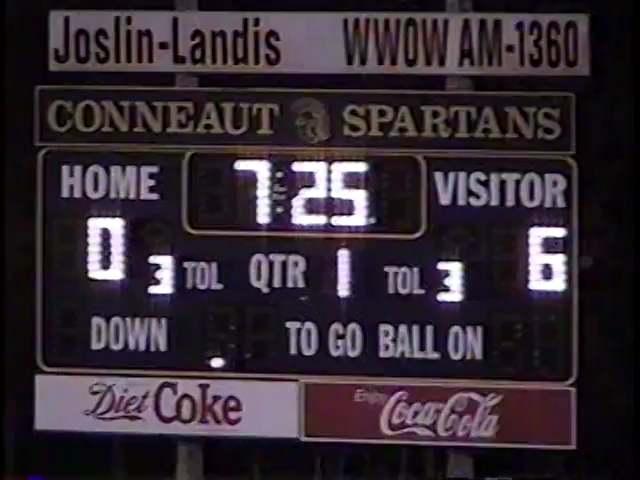 Joslin-Landis WWOW AM-1360
CONNEAUT SPARTANS
HOME 7:25 VISITOR
0 3 TOL QTR 1 TOL 3 6
DOWN TO GO BALL ON
Diet Coke Enjoy Coca-Cola